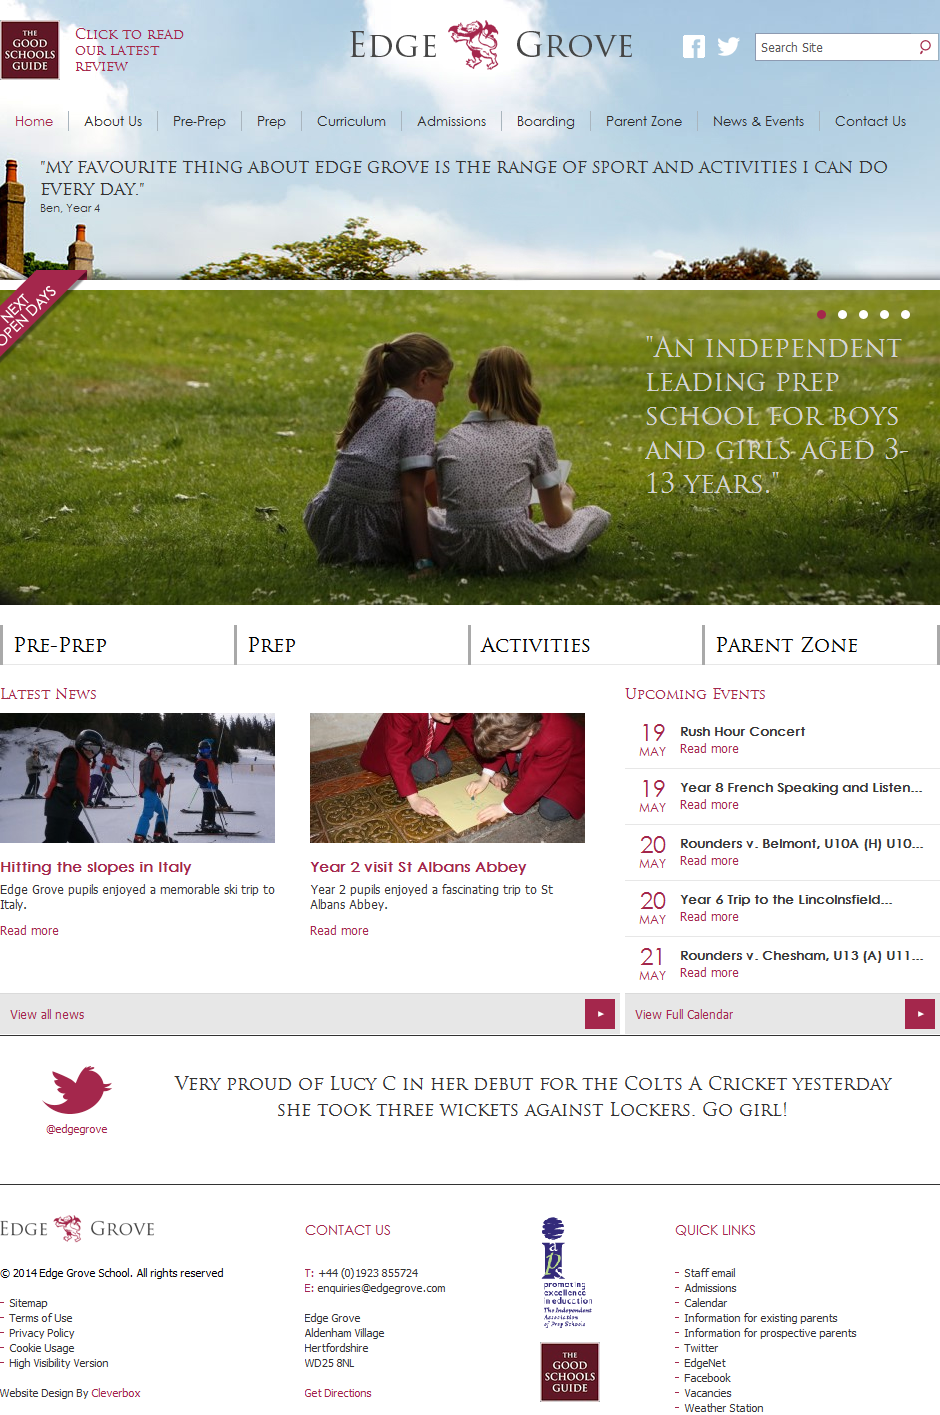 THE
GOOD
SCHOOLS
GUIDE
Click to read
our latest
review
Edge Grove
Search Site
Home
About Us
Pre-Prep
Prep
Curriculum
Admissions
Boarding
Parent Zone
News & Events
Contact Us
"My favourite thing about Edge Grove is the range of sport and activities I can do
every day."
Ben, Year 4
NEXT
OPEN DAYS
"An independent
leading prep
school for boys
and girls aged 3-
13 years."
Pre-Prep
Prep
Activities
Parent Zone
Latest News
Hitting the slopes in Italy
Edge Grove pupils enjoyed a memorable ski trip to
Italy.
Read more
Year 2 visit St Albans Abbey
Year 2 pupils enjoyed a fascinating trip to St
Albans Abbey.
Read more
View all news
Upcoming Events
19
MAY
Rush Hour Concert
Read more
19
MAY
Year 8 French Speaking and Listen...
Read more
20
MAY
Rounders v. Belmont, U10A (H) U10...
Read more
20
MAY
Year 6 Trip to the Lincolnsfield...
Read more
21
MAY
Rounders v. Chesham, U13 (A) U11...
Read more
View Full Calendar
@edgegrove
Very proud of Lucy C in her debut for the Colts A Cricket yesterday
she took three wickets against Lockers. Go girl!
Edge Grove
© 2014 Edge Grove School. All rights reserved
- Sitemap
- Terms of Use
- Privacy Policy
- Cookie Usage
- High Visibility Version
Website Design By Cleverbox
CONTACT US
T: +44 (0)1923 855724
E: enquiries@edgegrove.com
Edge Grove
Aldenham Village
Hertfordshire
WD25 8NL
Get Directions
iaps
promoting
excellence
in education
The Independent
Association
of Prep Schools
THE
GOOD
SCHOOLS
GUIDE
QUICK LINKS
- Staff email
- Admissions
- Calendar
- Information for existing parents
- Information for prospective parents
- Twitter
- EdgeNet
- Facebook
- Vacancies
- Weather Station